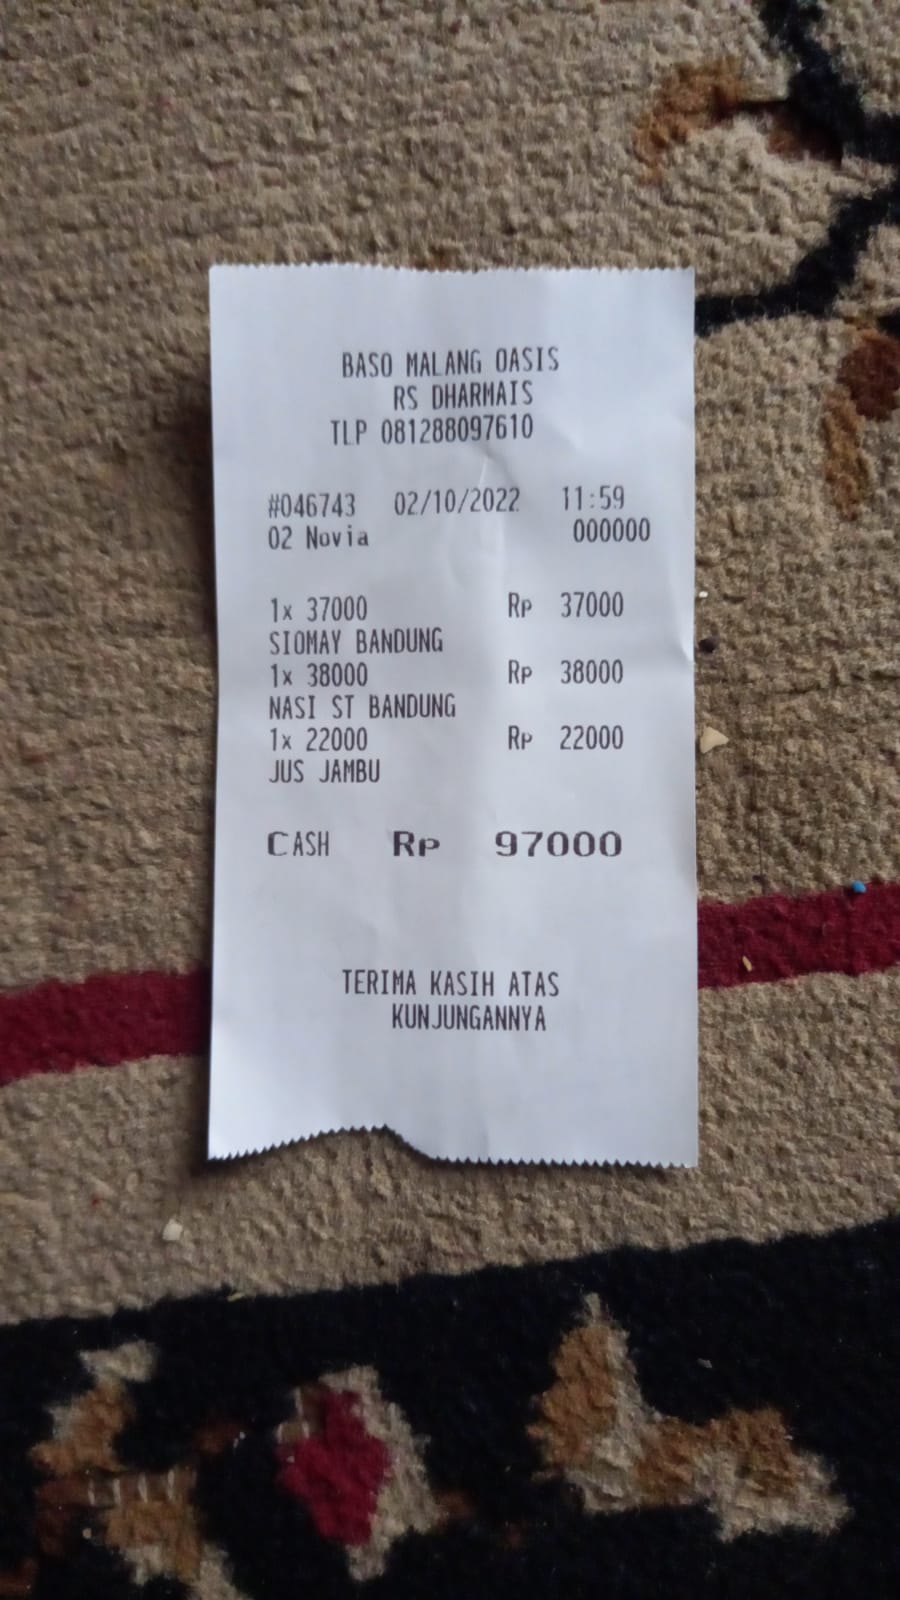 BASO MALANG OASIS
RS DHARMAIS
TLP 081288097610
#046743 02/10/2022 11:59
02 Novia 000000
1x 37000 Rp 37000
SIOMAY BANDUNG
1x 38000 Rp 38000
NASI ST BANDUNG
1x 22000 Rp 22000
JUS JAMBU
CASH Rp 97000
TERIMA KASIH ATAS
KUNJUNGANNYA